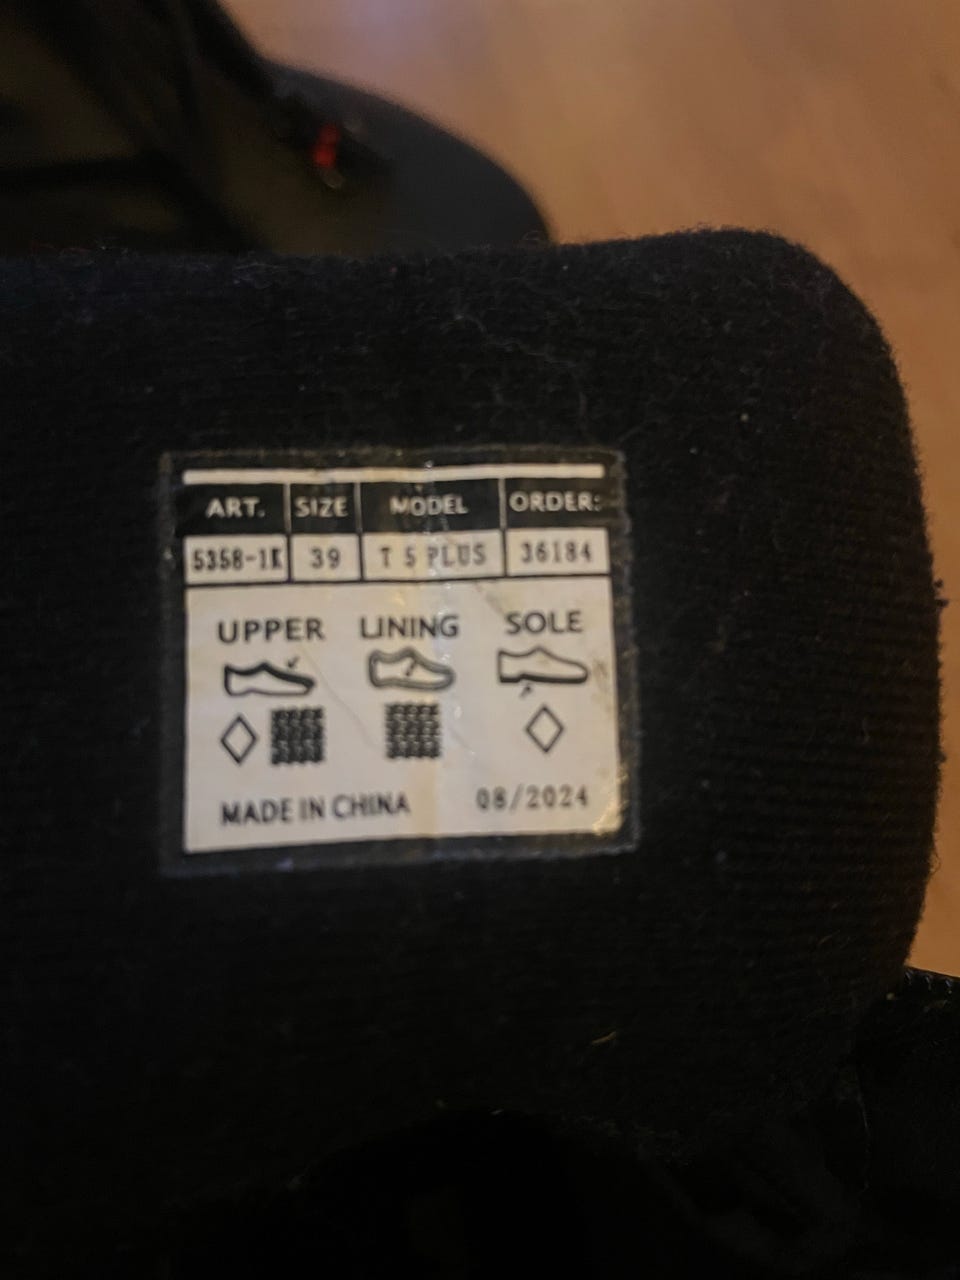 ART. SIZE MODEL ORDER:
5358-1K 39 T 5 PLUS 36184
UPPER LINING SOLE
MADE IN CHINA 08/2024